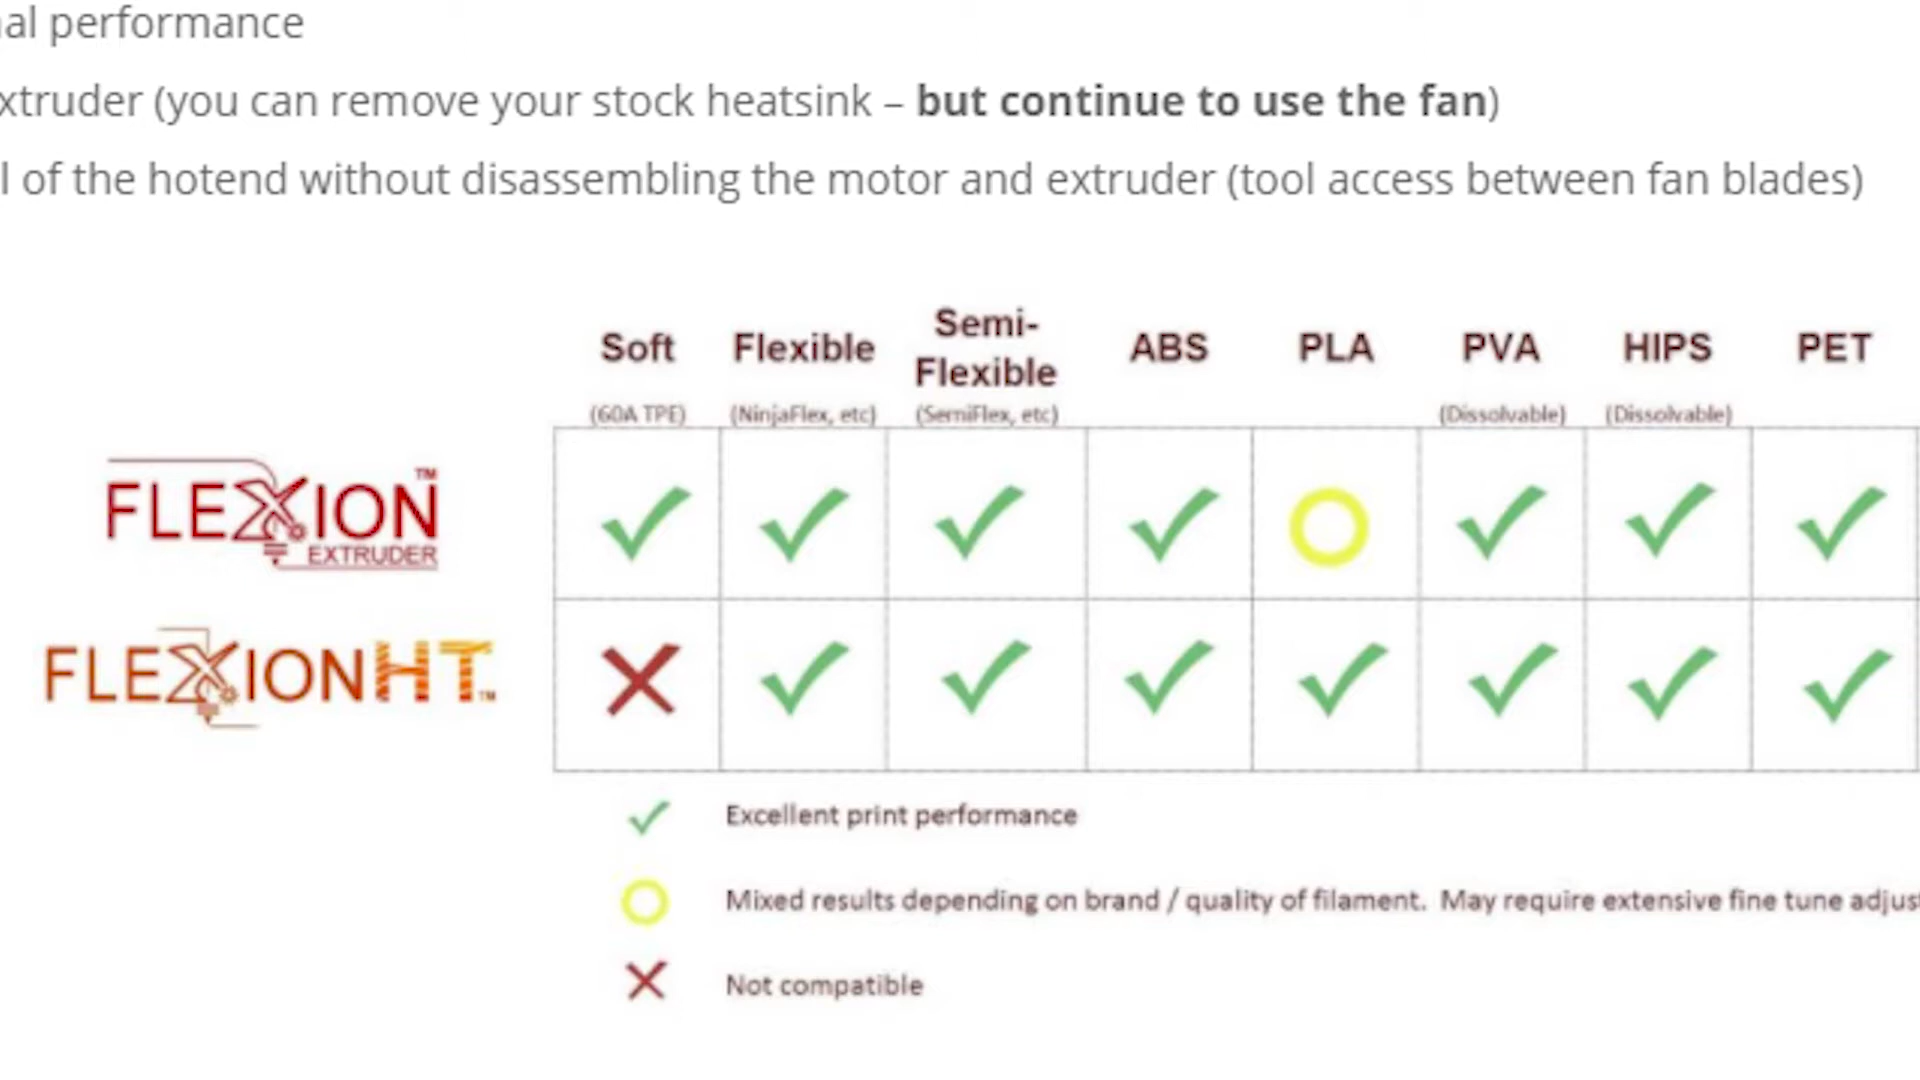 al performance
xtruder (you can remove your stock heatsink – but continue to use the fan)
l of the hotend without disassembling the motor and extruder (tool access between fan blades)
Soft Flexible Semi-Flexible ABS PLA PVA HIPS PET
(60A TPE) (NinjaFlex, etc) (SemiFlex, etc) (Dissolvable) (Dissolvable)
FLEXION™
EXTRUDER
FLEXION HT™
Excellent print performance
Mixed results depending on brand / quality of filament. May require extensive fine tune adjust
Not compatible